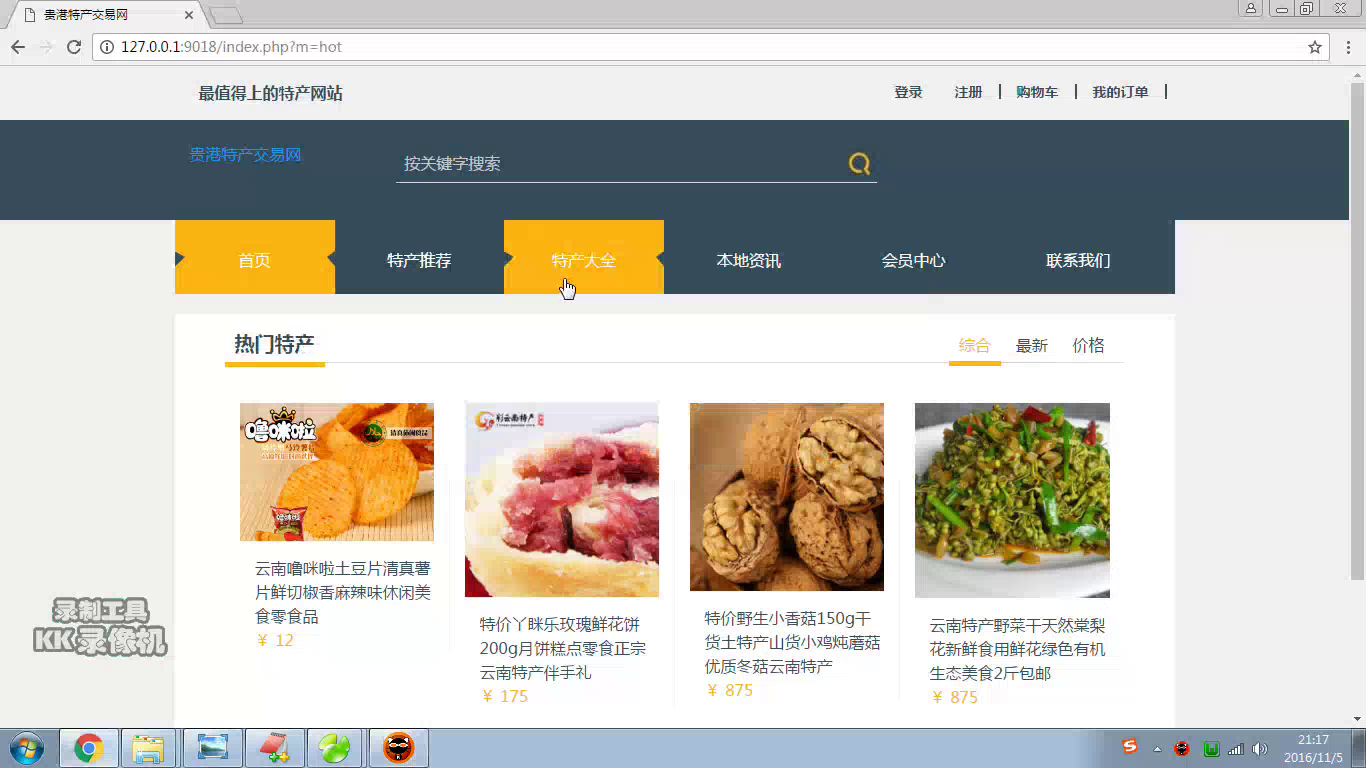 贵港特产交易网
127.0.0.1:9018/index.php?m=hot
最值得上的特产网站
登录 注册 购物车 我的订单
贵港特产交易网
按关键字搜索
首页 特产推荐 特产大全 本地资讯 会员中心 联系我们
热门特产 综合 最新 价格
噜咪啦
彩云南特产
云南噜咪啦土豆片清真薯
片鲜切椒香麻辣味休闲美
食零食品
￥ 12
特价丫眯乐玫瑰鲜花饼
200g月饼糕点零食正宗
云南特产伴手礼
￥ 175
特价野生小香菇150g干
货土特产山货小鸡炖蘑菇
优质冬菇云南特产
￥ 875
云南特产野菜干天然棠梨
花新鲜食用鲜花绿色有机
生态美食2斤包邮
￥ 875
录制工具
KK录像机
21:17
2016/11/5